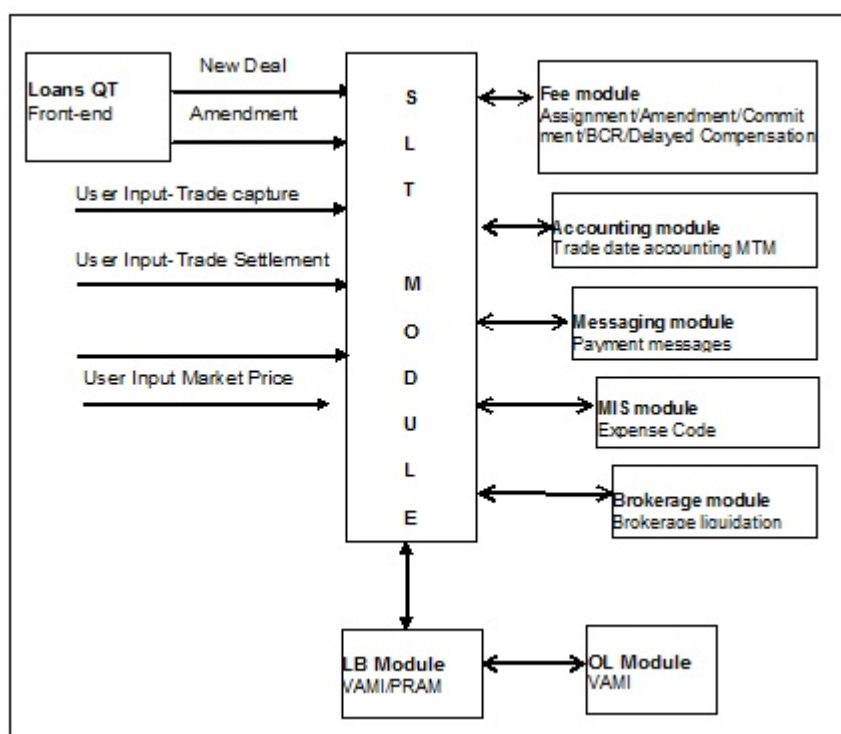 Loans QT
Front-end
New Deal
Amendment
User Input-Trade capture
User Input-Trade Settlement
User Input Market Price
S
L
T
M
O
D
U
L
E
Fee module
Assignment/Amendment/Commit
ment/BCR/Delayed Compensation
Accounting module
Trade date accounting MTM
Messaging module
Payment messages
MIS module
Expense Code
Brokerage module
Brokerage liquidation
LB Module
VAMI/PRAM
OL Module
VAMI